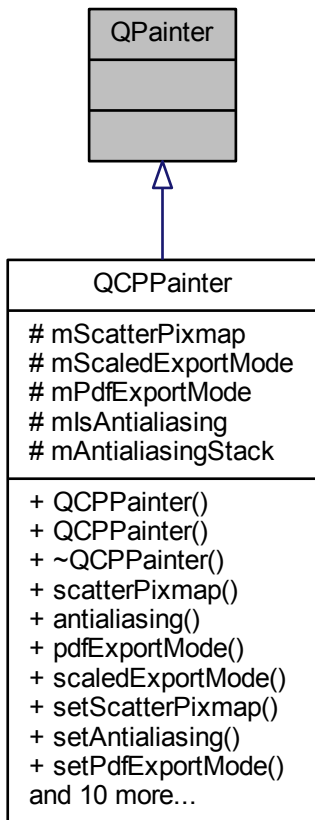 QPainter
QCPPainter
# mScatterPixmap
# mScaledExportMode
# mPdfExportMode
# mIsAntialiasing
# mAntialiasingStack
+ QCPPainter()
+ QCPPainter()
+ ~QCPPainter()
+ scatterPixmap()
+ antialiasing()
+ pdfExportMode()
+ scaledExportMode()
+ setScatterPixmap()
+ setAntialiasing()
+ setPdfExportMode()
and 10 more...